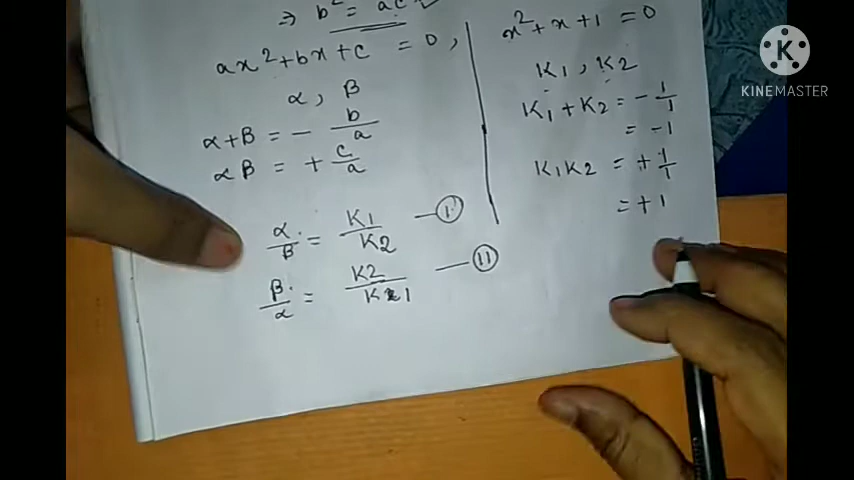 ⇒ b² = ac
ax² + bx + c = 0,
α, β
α + β = - b/a
αβ = + c/a
α/β = K1/K2 — (I)
β/α = K2/K1 — (II)
x² + x + 1 = 0
K1, K2
K1 + K2 = - 1/1
= -1
K1K2 = + 1/1
= + 1
KINEMASTER